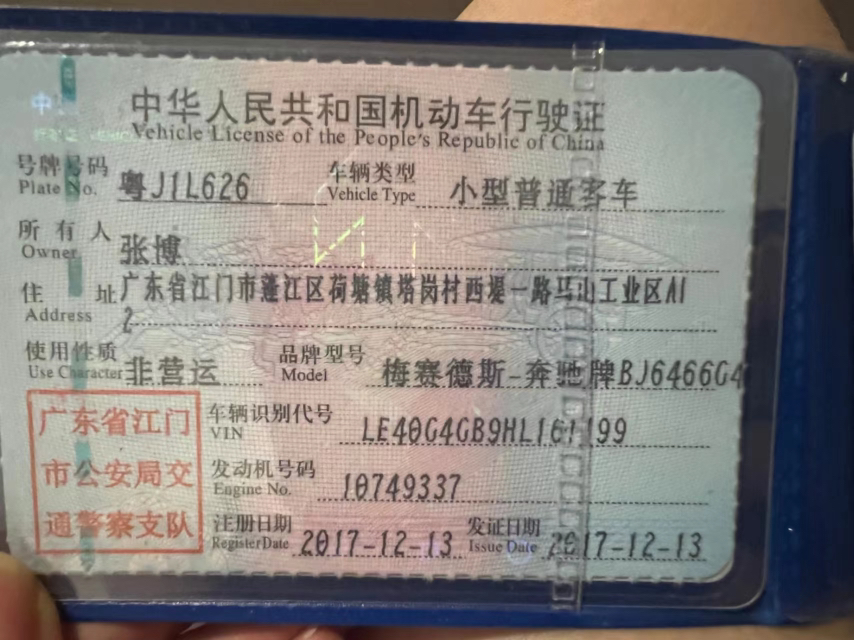 中华人民共和国机动车行驶证
Vehicle License of the People's Republic of China
号牌号码 粤J1L626 车辆类型 小型普通客车
Plate No. Vehicle Type
所有人 张博
Owner
住址 广东省江门市蓬江区荷塘镇塔岗村西堤一路马山工业区A1
Address 2
使用性质 非营运 品牌型号 梅赛德斯-奔驰牌BJ6466G4
Use Character Model
广东省江门
市公安局交
通警察支队
车辆识别代号 LE40G4GB9HL161199
VIN
发动机号码 10749337
Engine No.
注册日期 2017-12-13 发证日期 2017-12-13
Register Date Issue Date